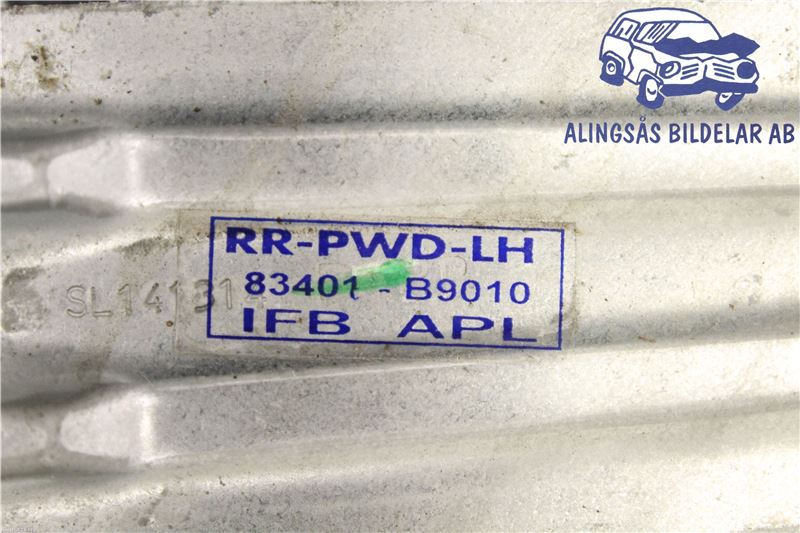 ALINGSÅS BILDELAR AB
RR-PWD-LH
83401 - B9010
IFB APL